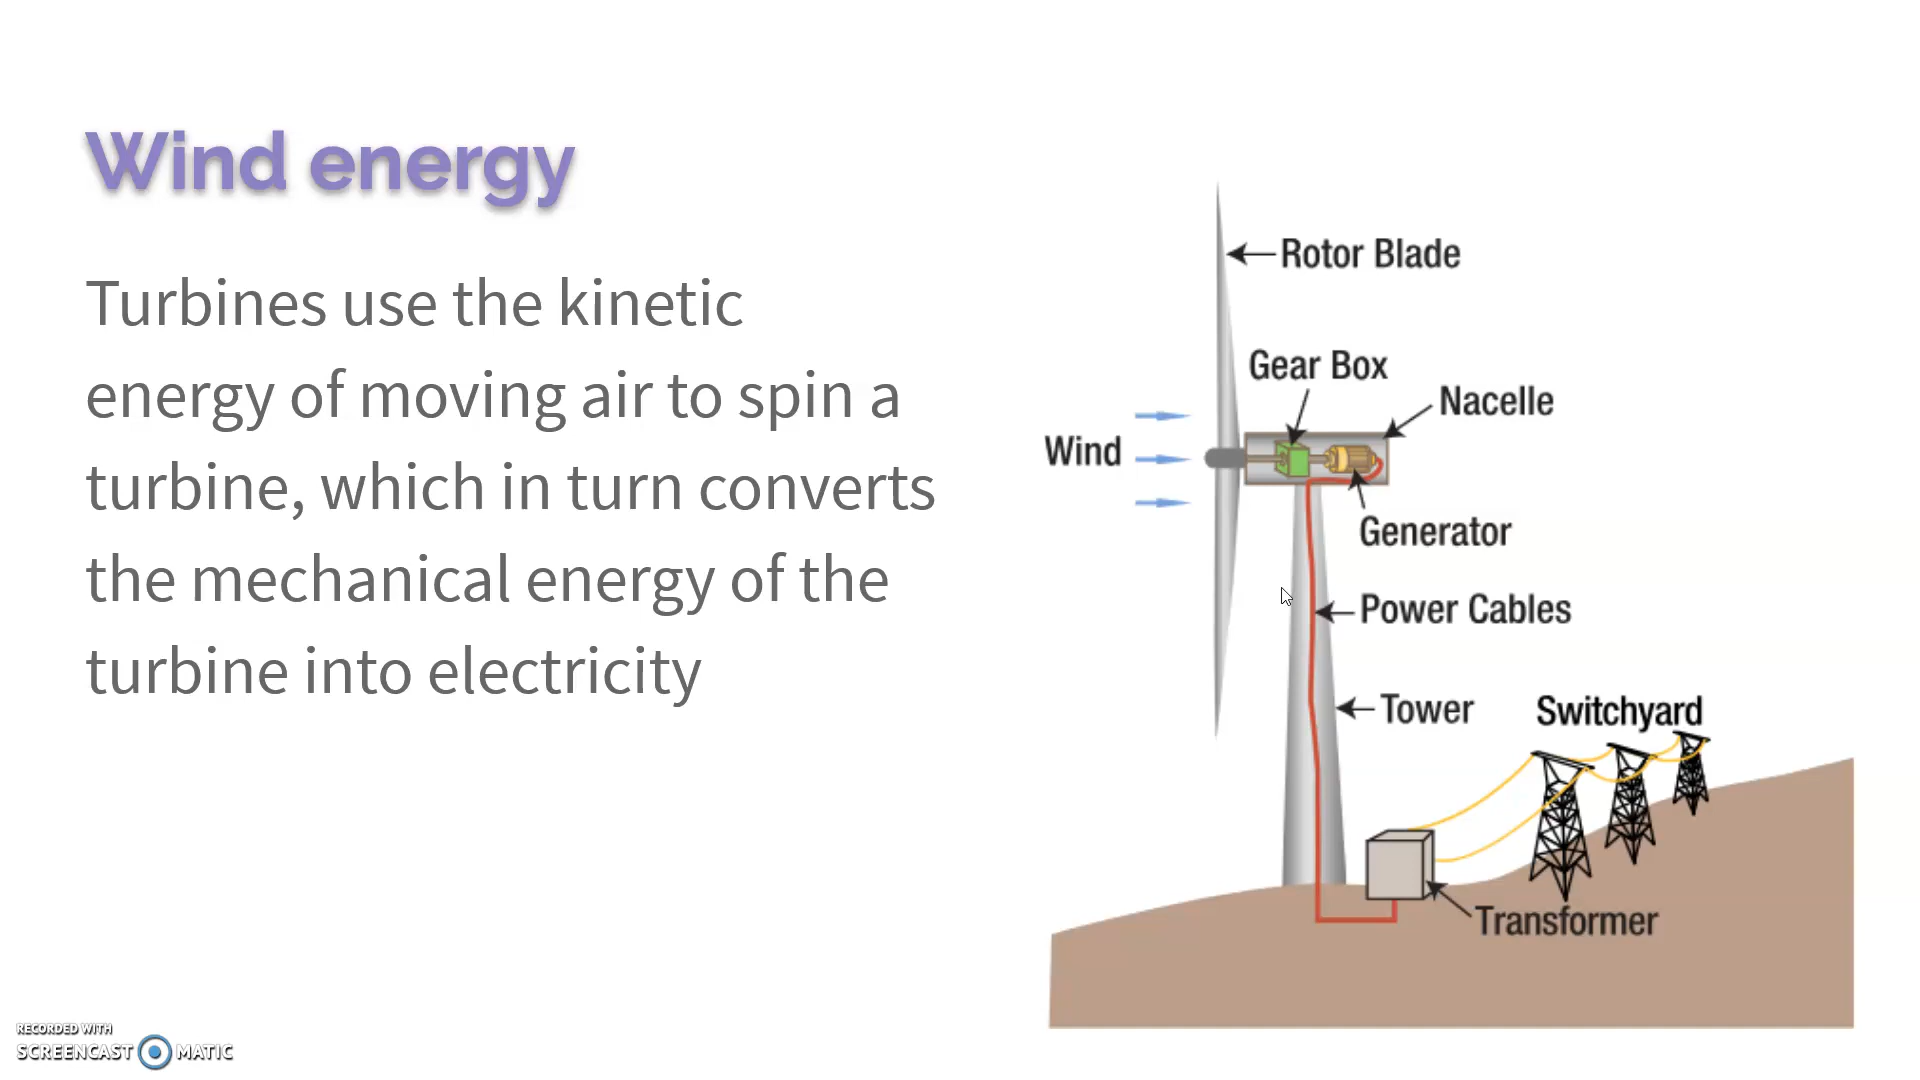 Wind energy
Turbines use the kinetic
energy of moving air to spin a
turbine, which in turn converts
the mechanical energy of the
turbine into electricity
Rotor Blade
Gear Box
Nacelle
Wind
Generator
Power Cables
Tower
Switchyard
Transformer
RECORDED WITH
SCREENCAST MATIC